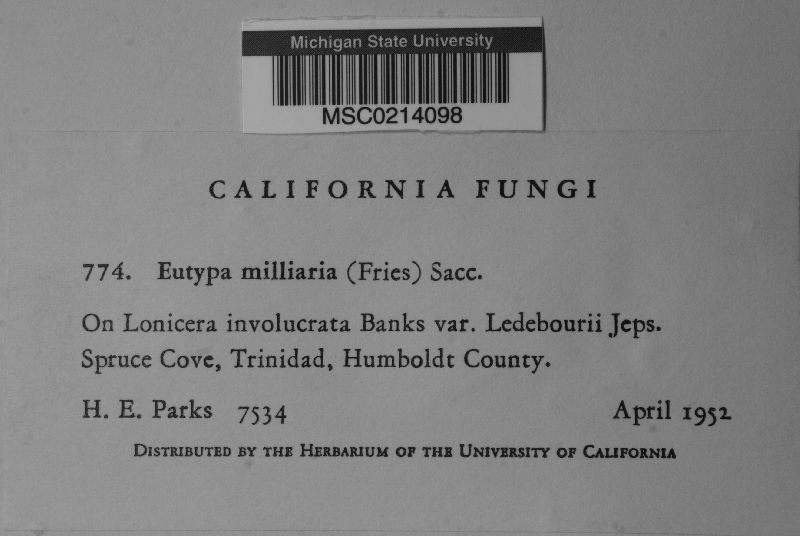 Michigan State University
MSC0214098
CALIFORNIA FUNGI
774. Eutypa milliaria (Fries) Sacc.
On Lonicera involucrata Banks var. Ledebourii Jeps.
Spruce Cove, Trinidad, Humboldt County.
H. E. Parks 7534 April 1952
DISTRIBUTED BY THE HERBARIUM OF THE UNIVERSITY OF CALIFORNIA